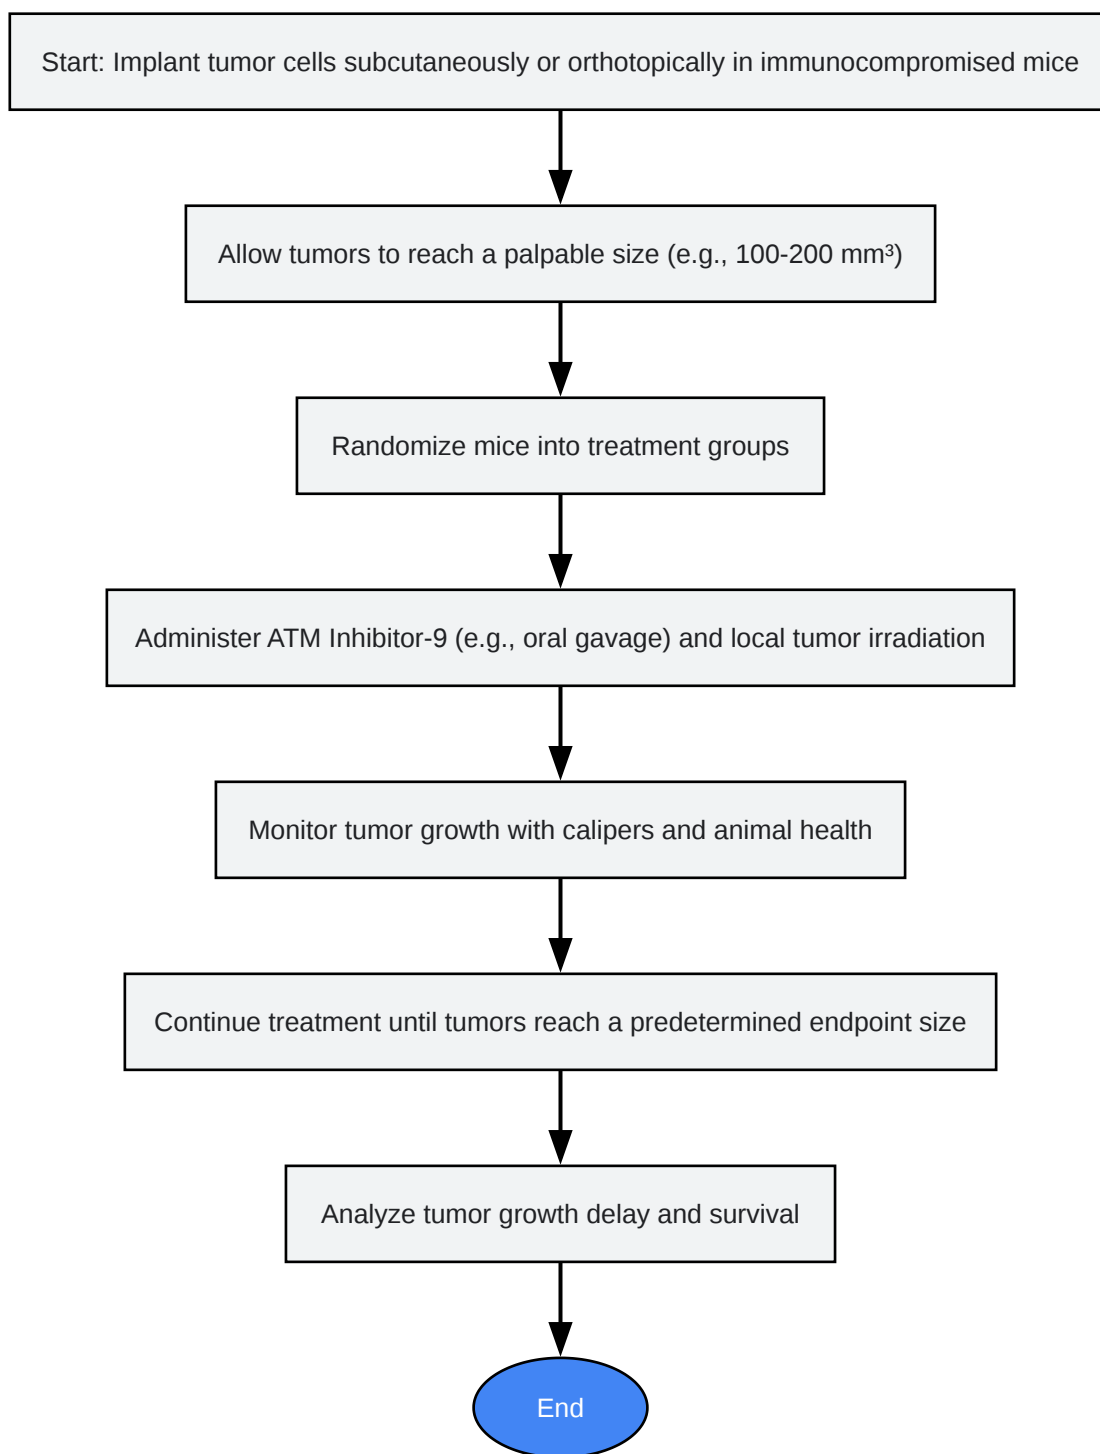 Start: Implant tumor cells subcutaneously or orthotopically in immunocompromised mice
Allow tumors to reach a palpable size (e.g., 100-200 mm³)
Randomize mice into treatment groups
Administer ATM Inhibitor-9 (e.g., oral gavage) and local tumor irradiation
Monitor tumor growth with calipers and animal health
Continue treatment until tumors reach a predetermined endpoint size
Analyze tumor growth delay and survival
End